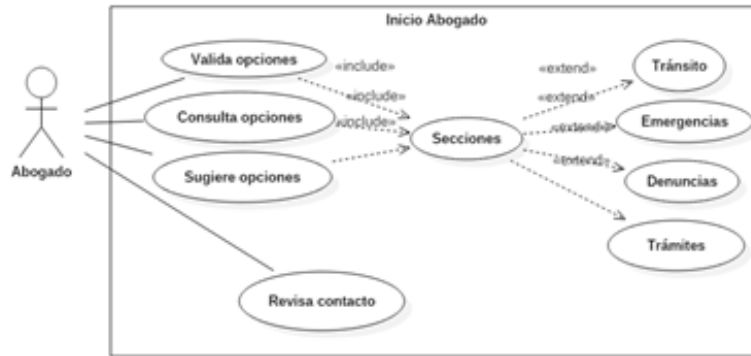 Inicio Abogado
Valida opciones
«include»
«extend»
Tránsito
«include»
«extend»
Consulta opciones
«include»
Emergencias
«extend»
Secciones
Abogado
Sugiere opciones
«extend»
Denuncias
Trámites
Revisa contacto